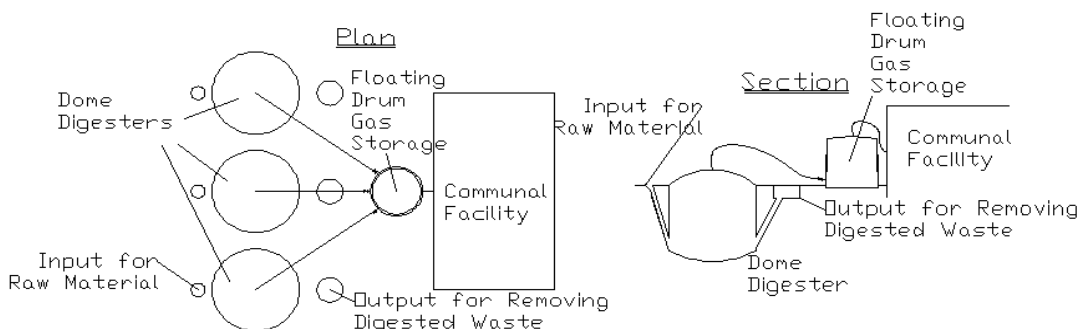 Plan
Dome
Digesters
Floating
Drum
Gas
Storage
Communal
Facility
Input for
Raw Material
Output for Removing
Digested Waste
Section
Floating
Drum
Gas
Storage
Input for
Raw Material
Communal
Facility
Output for Removing
Digested Waste
Dome
Digester